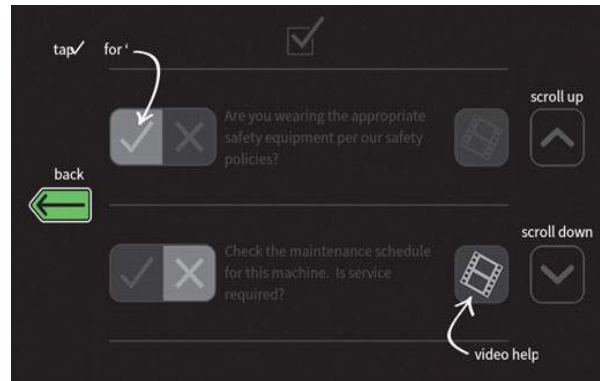 tap✓ for ‘
scroll up
Are you wearing the appropriate
safety equipment per our safety
policies?
back
scroll down
Check the maintenance schedule
for this machine. Is service
required?
video help